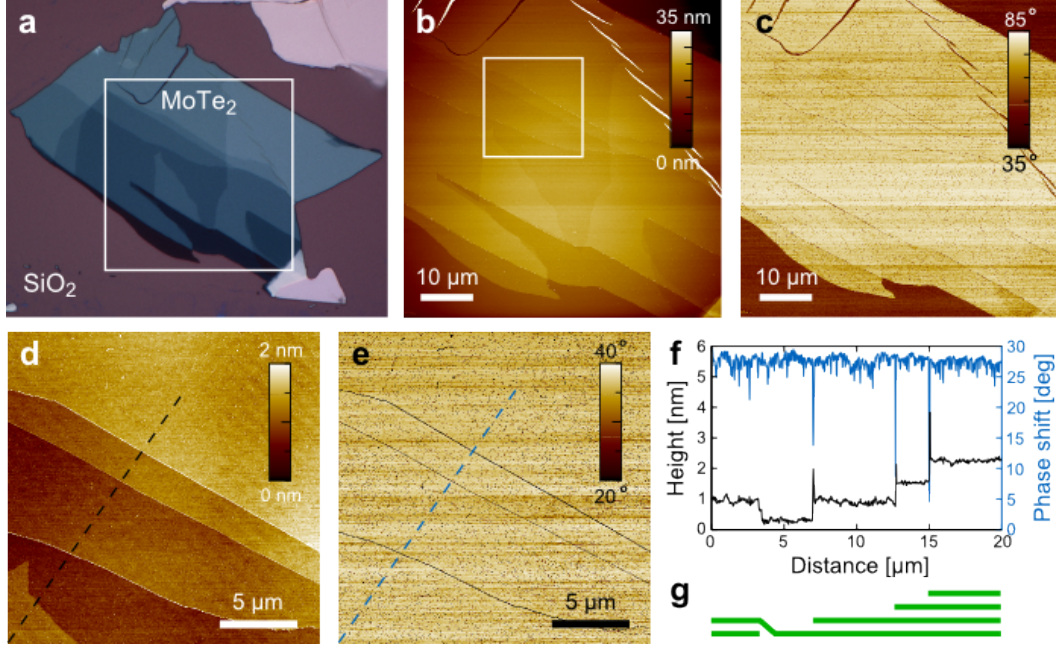 a
MoTe2
SiO2
b
35 nm
0 nm
10 µm
c
85°
35°
10 µm
d
2 nm
0 nm
5 µm
e
40°
20°
5 µm
f
6
5
4
3
2
1
0
Height [nm]
30
25
20
15
10
5
0
Phase shift [deg]
0
5
10
15
20
Distance [µm]
g